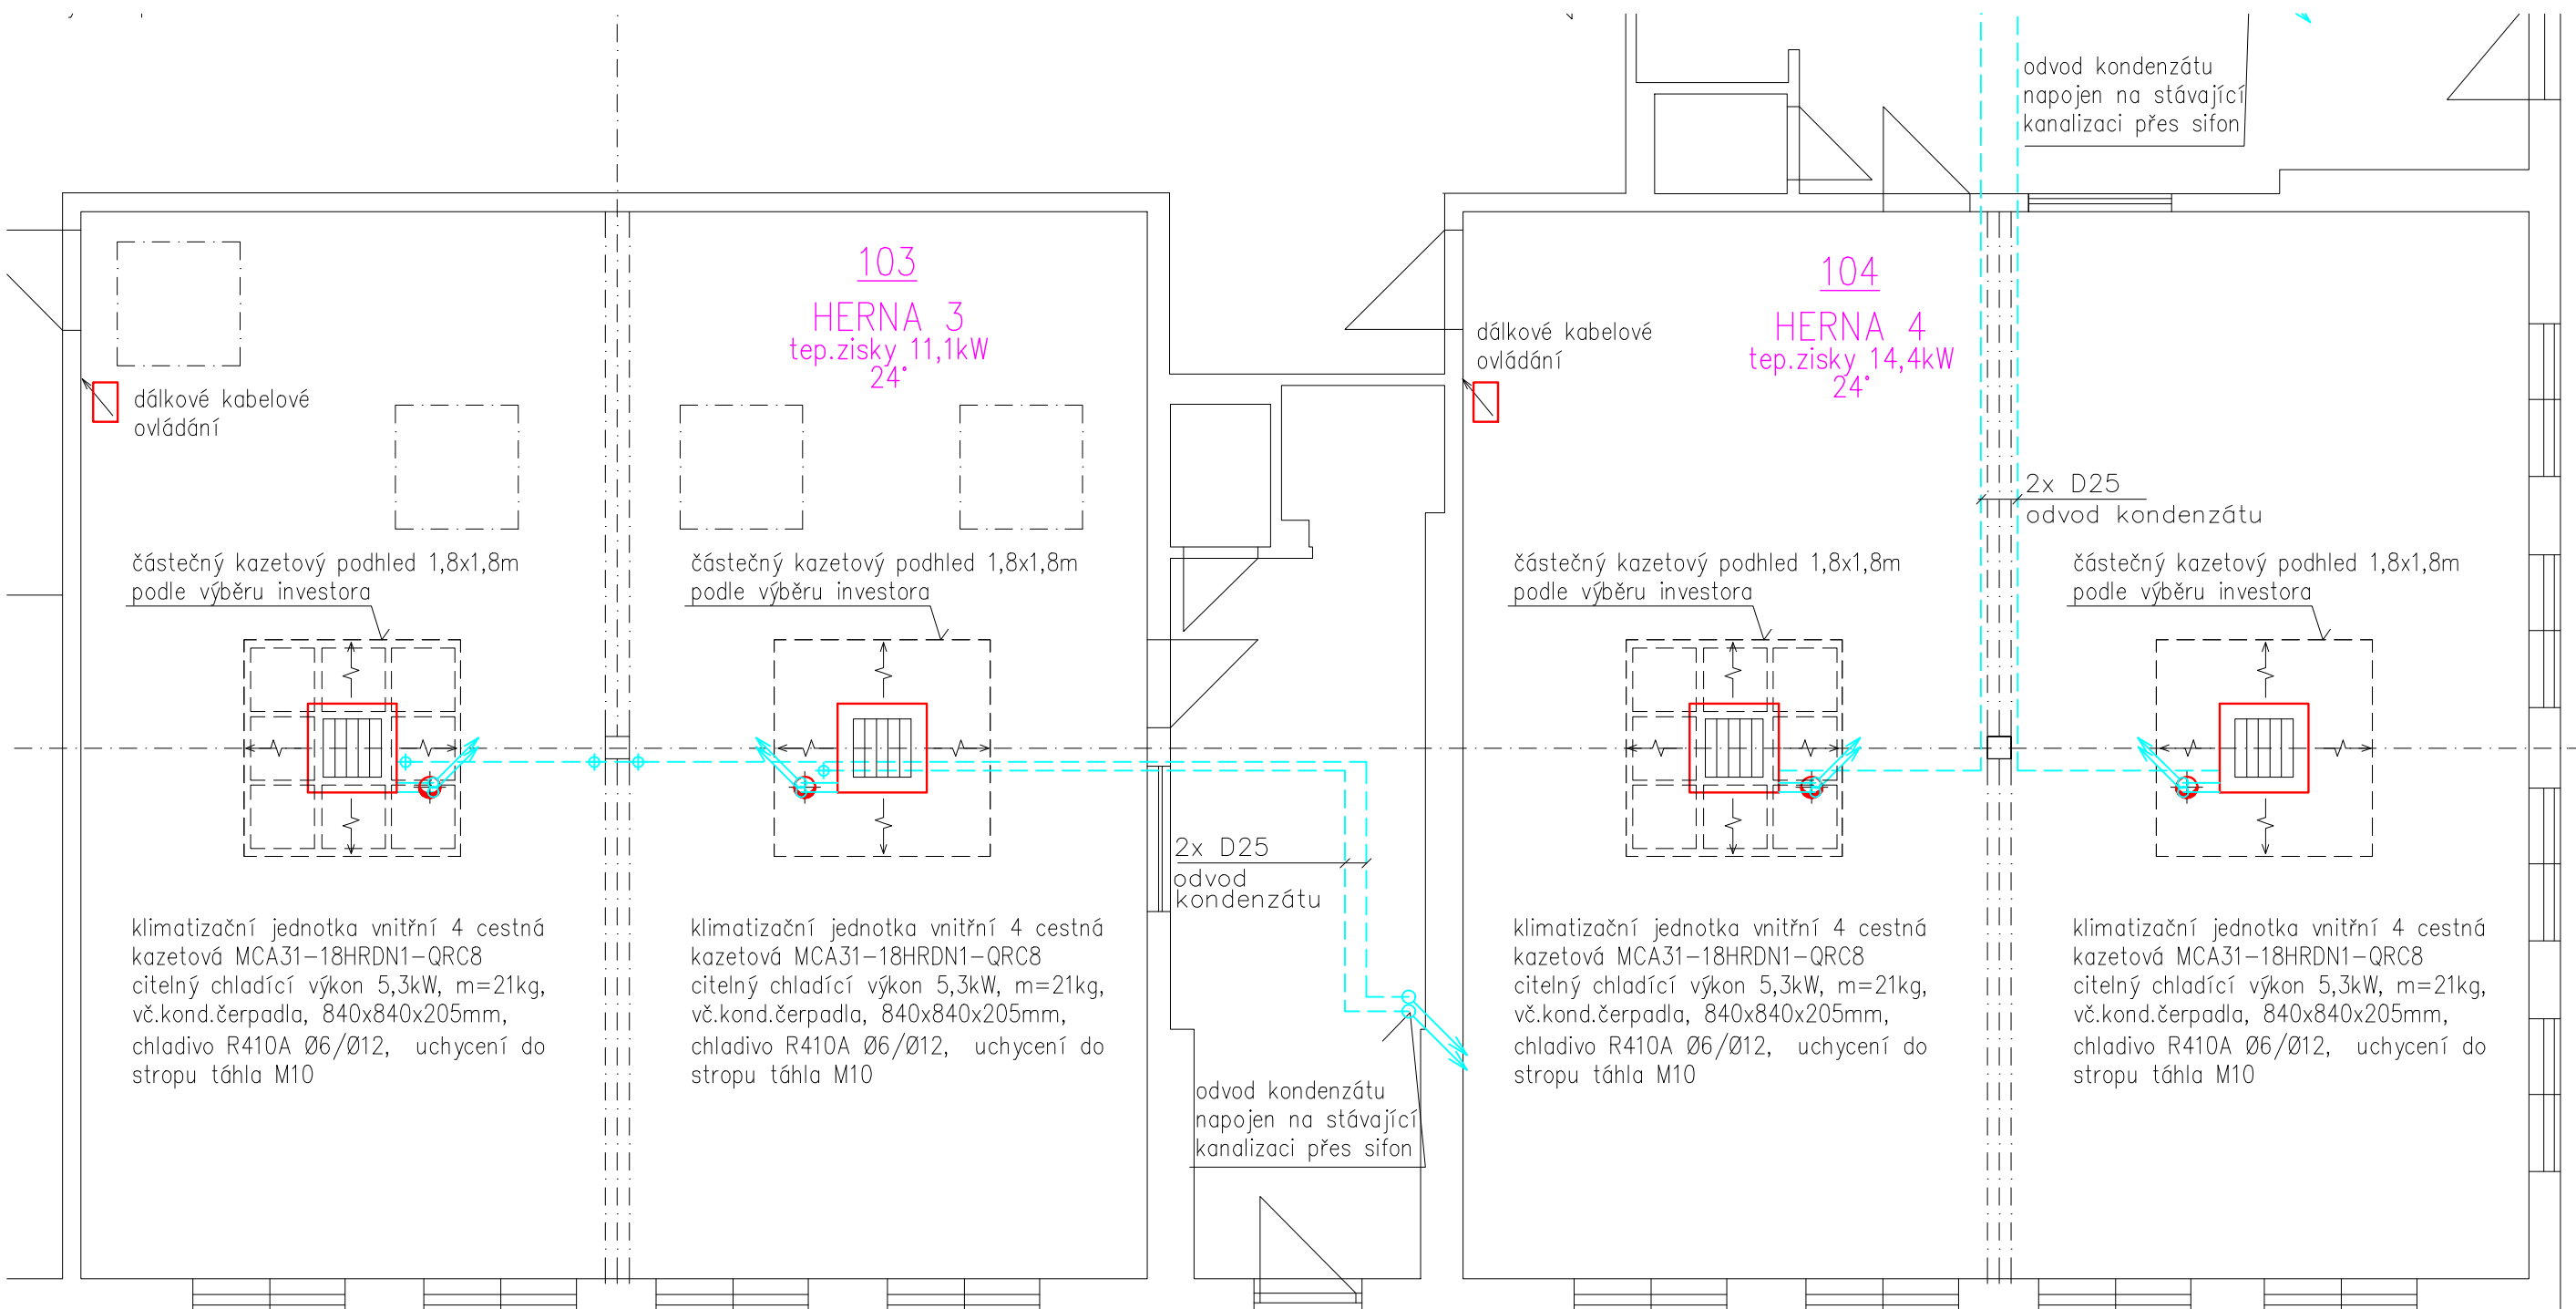 odvod kondenzátu
napojen na stávající
kanalizaci přes sifon
103
HERNA 3
tep.zisky 11,1kW
24°
104
HERNA 4
tep.zisky 14,4kW
24°
dálkové kabelové
ovládání
dálkové kabelové
ovládání
2x D25
odvod kondenzátu
částečný kazetový podhled 1,8x1,8m
podle výběru investora
částečný kazetový podhled 1,8x1,8m
podle výběru investora
částečný kazetový podhled 1,8x1,8m
podle výběru investora
částečný kazetový podhled 1,8x1,8m
podle výběru investora
2x D25
odvod
kondenzátu
klimatizační jednotka vnitřní 4 cestná
kazetová MCA31-18HRDN1-QRC8
citelný chladící výkon 5,3kW, m=21kg,
vč.kond.čerpadla, 840x840x205mm,
chladivo R410A Ø6/Ø12, uchycení do
stropu táhla M10
klimatizační jednotka vnitřní 4 cestná
kazetová MCA31-18HRDN1-QRC8
citelný chladící výkon 5,3kW, m=21kg,
vč.kond.čerpadla, 840x840x205mm,
chladivo R410A Ø6/Ø12, uchycení do
stropu táhla M10
klimatizační jednotka vnitřní 4 cestná
kazetová MCA31-18HRDN1-QRC8
citelný chladící výkon 5,3kW, m=21kg,
vč.kond.čerpadla, 840x840x205mm,
chladivo R410A Ø6/Ø12, uchycení do
stropu táhla M10
klimatizační jednotka vnitřní 4 cestná
kazetová MCA31-18HRDN1-QRC8
citelný chladící výkon 5,3kW, m=21kg,
vč.kond.čerpadla, 840x840x205mm,
chladivo R410A Ø6/Ø12, uchycení do
stropu táhla M10
odvod kondenzátu
napojen na stávající
kanalizaci přes sifon